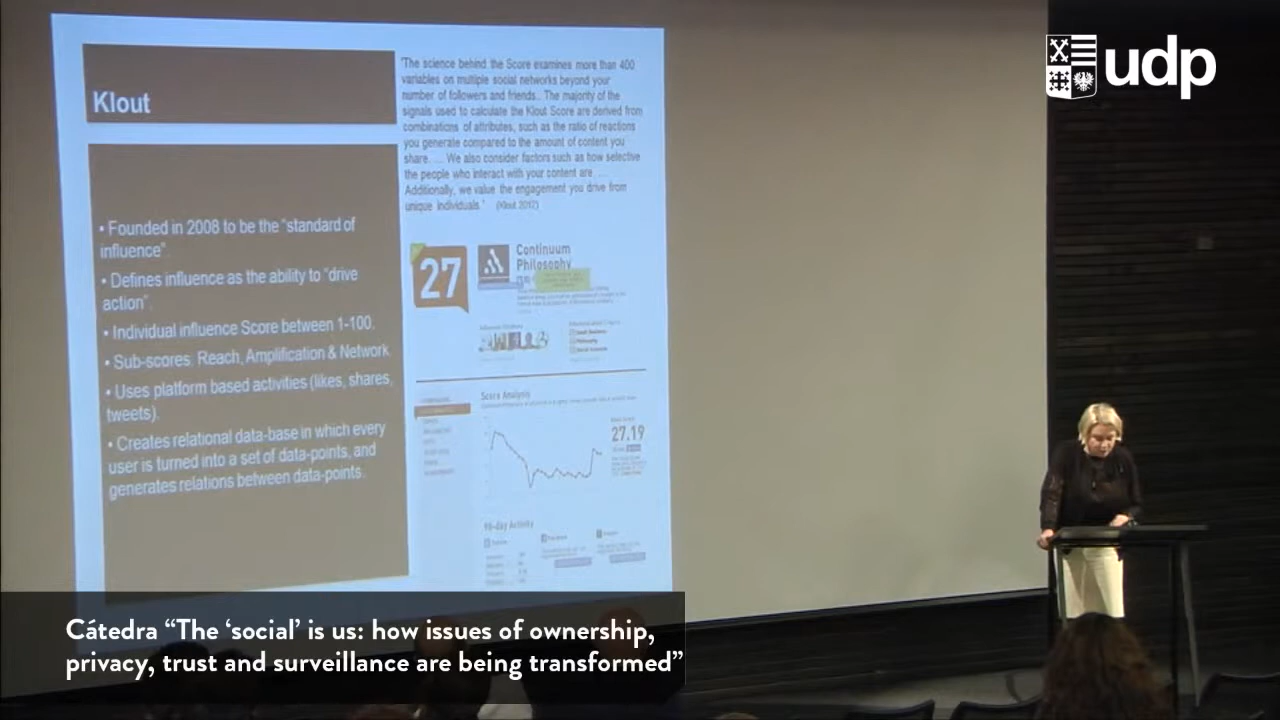 Klout
• Founded in 2008 to be the “standard of
influence”.
• Defines influence as the ability to “drive
action”.
• Individual influence Score between 1-100.
• Sub-scores: Reach, Amplification & Network
• Uses platform based activities (likes, shares,
tweets).
• Creates relational data-base in which every
user is turned into a set of data-points, and
generates relations between data-points.
'The science behind the Score examines more than 400
variables on multiple social networks beyond your
number of followers and friends.. The majority of the
signals used to calculate the Klout Score are derived from
combinations of attributes, such as the ratio of reactions
you generate compared to the amount of content you
share. ... We also consider factors such as how selective
the people who interact with your content are ...
Additionally, we value the engagement you drive from
unique individuals ' (Klout 2012)
27
Continuum
Philosophy
Score Analysis
27.19
90-day Activity
Facebook
udp
Cátedra “The ‘social’ is us: how issues of ownership,
privacy, trust and surveillance are being transformed”